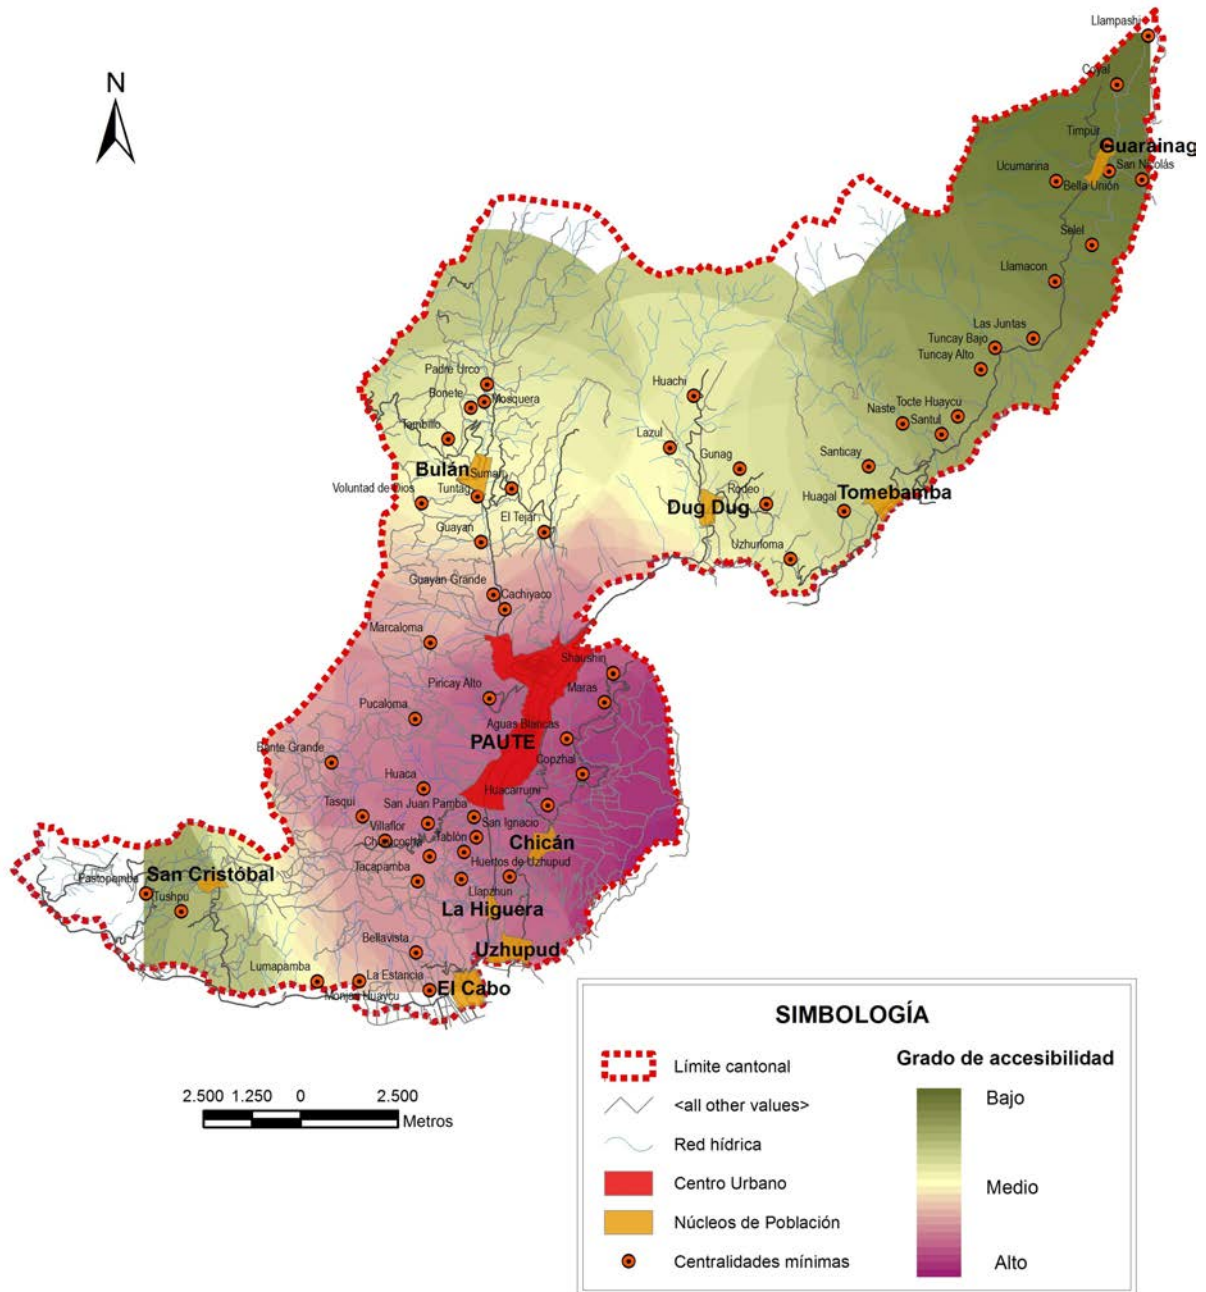 Llampashi
N
Coyal
Timpur
Guarainag
San Nicolás
Ucumarina
Bella Unión
Selel
Llamacon
Las Juntas
Tuncay Bajo
Tuncay Alto
Padre Urco
Huachi
Bonete
Mosquera
Tocte Huaycu
Naste
Santul
Tambillo
Lazul
Gunag
Santicay
Bulán
Suman
Voluntad de Dios
Tuntag
Rodeo
Tomebamba
Dug Dug
Huagal
El Tejar
Guayan
Uzhurloma
Guayan Grande
Cachiyaco
Marcaloma
Shaushin
Pincay Alto
Maras
Pucaloma
Aguas Blancas
PAUTE
Bante Grande
Copzhal
Huaca
Huacarrumi
Tasqui
San Juan Pamba
Villaflor
San Ignacio
Tablón
Chicán
Tacapamba
Huertos de Uzhupud
San Cristóbal
Pastopamba
Tushpu
Llapzhun
La Higuera
Bellavista
Uzhupud
Lumapamba
La Estancia
El Cabo
Monjas Huaycu
SIMBOLOGÍA
Límite cantonal
<all other values>
Red hídrica
Centro Urbano
Núcleos de Población
Centralidades mínimas
Grado de accesibilidad
Bajo
Medio
Alto
2.500 1.250 0 2.500
Metros